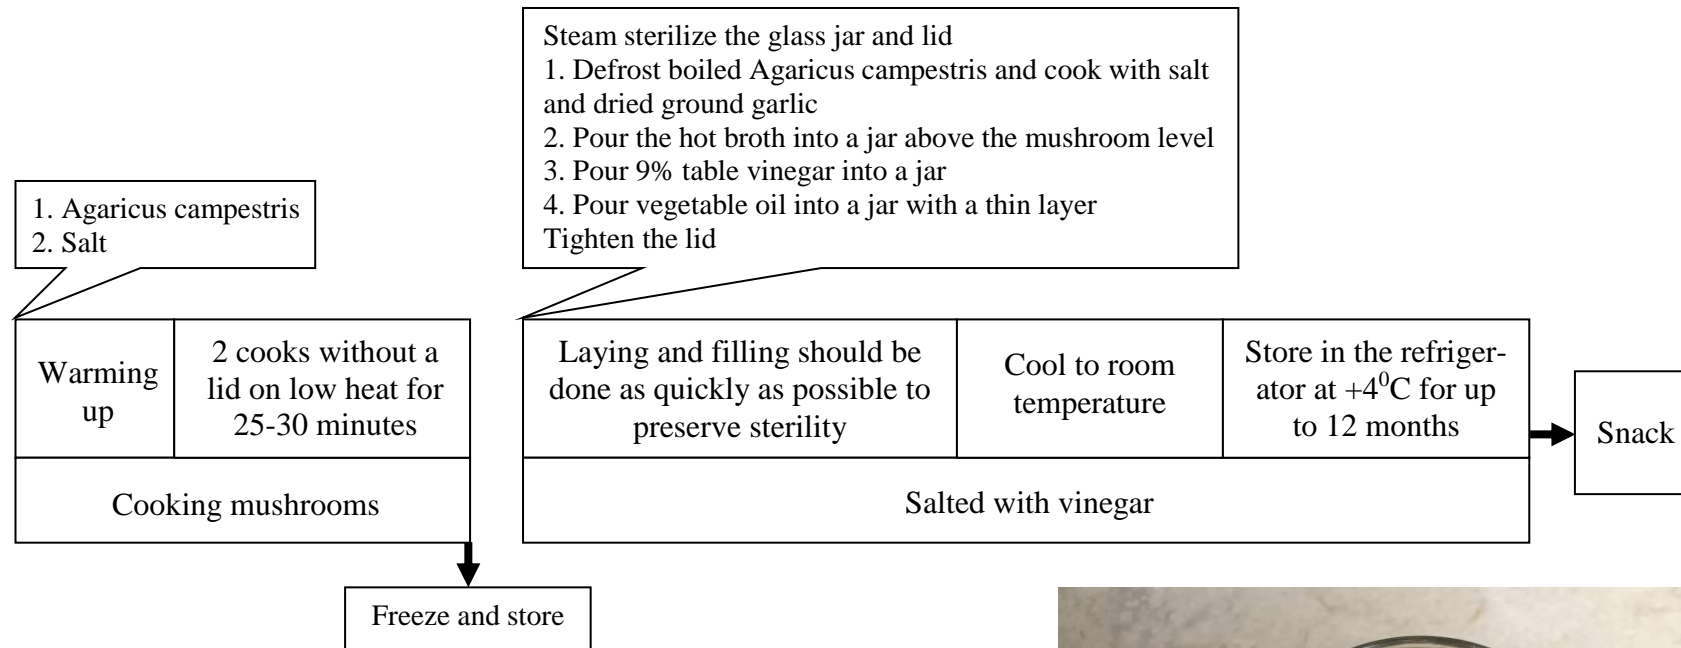 Steam sterilize the glass jar and lid
1. Defrost boiled Agaricus campestris and cook with salt
and dried ground garlic
2. Pour the hot broth into a jar above the mushroom level
3. Pour 9% table vinegar into a jar
4. Pour vegetable oil into a jar with a thin layer
Tighten the lid
1. Agaricus campestris
2. Salt
Warming
up
2 cooks without a
lid on low heat for
25-30 minutes
Cooking mushrooms
Freeze and store
Laying and filling should be
done as quickly as possible to
preserve sterility
Cool to room
temperature
Store in the refriger-
ator at +4⁰C for up
to 12 months
Salted with vinegar
Snack